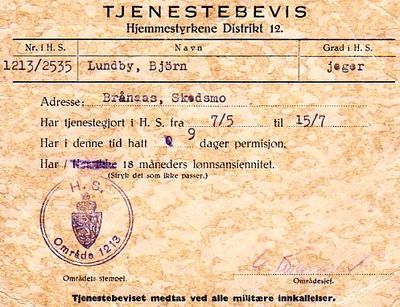 TJENESTEBEVIS
Hjemmestyrkene Distrikt 12.
Nr. i H. S. Navn Grad i H. S.
1213/2535 Lundby, Björn jeger
Adresse: Brånaas, Skedsmo
Har tjenestegjort i H. S. fra 7/5 til 15/7
Har i denne tid hatt 9 dager permisjon.
Har / 18 måneders lønnsansiennitet.
(Stryk det som ikke passer.)
H. S.
Område 1213
Områdets stempel. Områdesjef.
Tjenestebeviset medtas ved alle militære innkallelser.